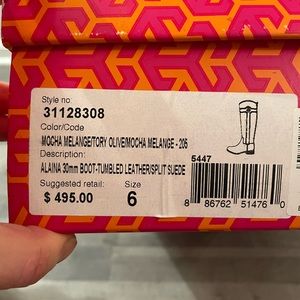 Style no:
31128308
Color/Code
MOCHA MELANGE/TORY OLIVE/MOCHA MELANGE - 206
Description:
5447
ALAINA 30mm BOOT-TUMBLED LEATHER/SPLIT SUEDE
Suggested retail: Size
$ 495.00 6
8 86762 51476 0